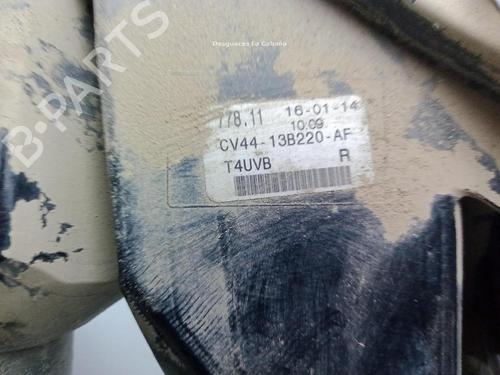 Desguaces La Cabaña
B-PARTS
778.11 16-01-14
10:09
CV44-13B220-AF
T4UVB R